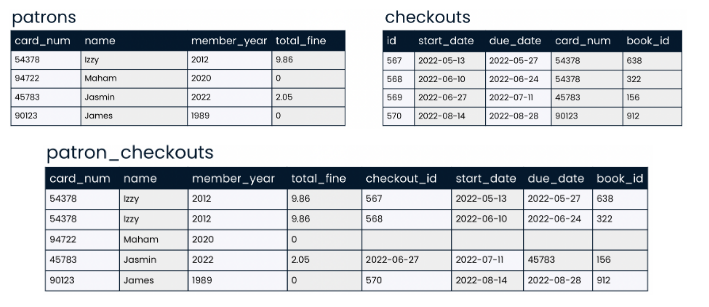 patrons
card_num name member_year total_fine
54378 Izzy 2012 9.86
94722 Maham 2020 0
45783 Jasmin 2022 2.05
90123 James 1989 0
checkouts
id start_date due_date card_num book_id
567 2022-05-13 2022-05-27 54378 638
568 2022-06-10 2022-06-24 54378 322
569 2022-06-27 2022-07-11 45783 156
570 2022-08-14 2022-08-28 90123 912
patron_checkouts
card_num name member_year total_fine checkout_id start_date due_date book_id
54378 Izzy 2012 9.86 567 2022-05-13 2022-05-27 638
54378 Izzy 2012 9.86 568 2022-06-10 2022-06-24 322
94722 Maham 2020 0
45783 Jasmin 2022 2.05 2022-06-27 2022-07-11 45783 156
90123 James 1989 0 570 2022-08-14 2022-08-28 912